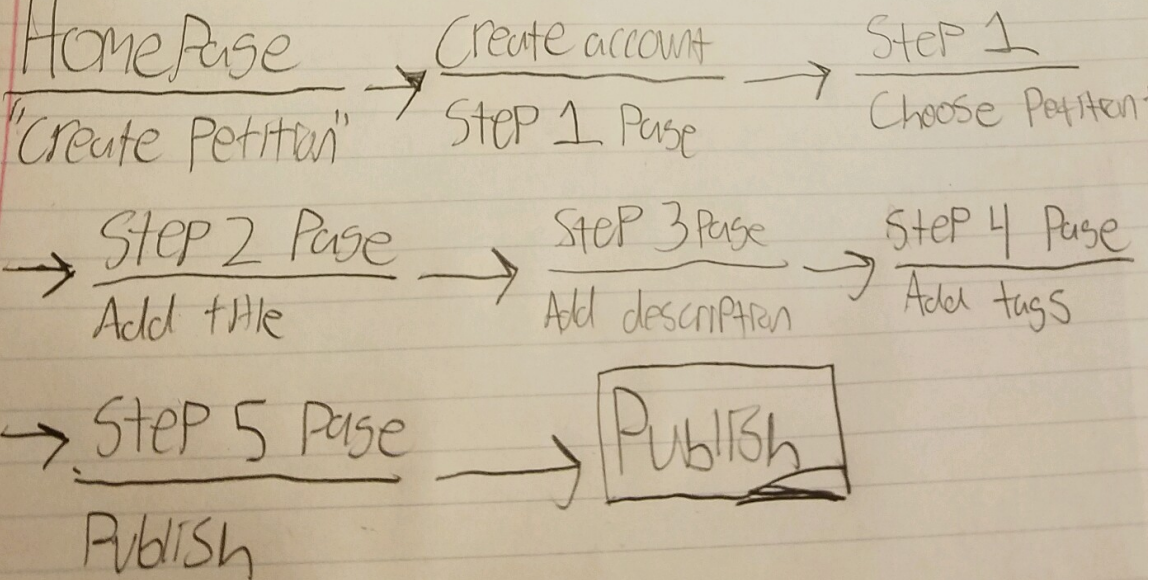 Home Page
"Create Petition"
Create account
Step 1 Page
Step 1
Choose Petition
Step 2 Page
Add title
Step 3 Page
Add description
Step 4 Page
Add tags
Step 5 Page
Publish
Publish